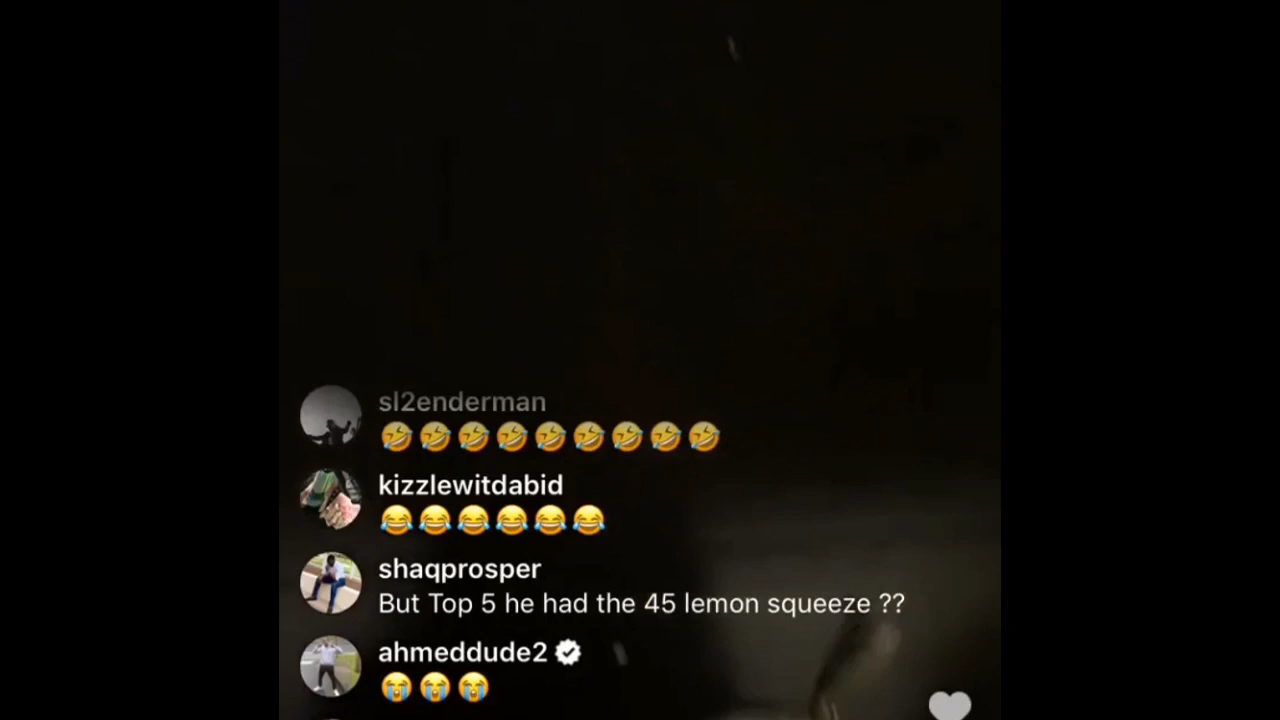 sl2enderman
🤣🤣🤣🤣🤣🤣🤣🤣🤣
kizzlewitdabid
😂😂😂😂😂😂
shaqprosper
But Top 5 he had the 45 lemon squeeze ??
ahmeddude2
😭😭😭